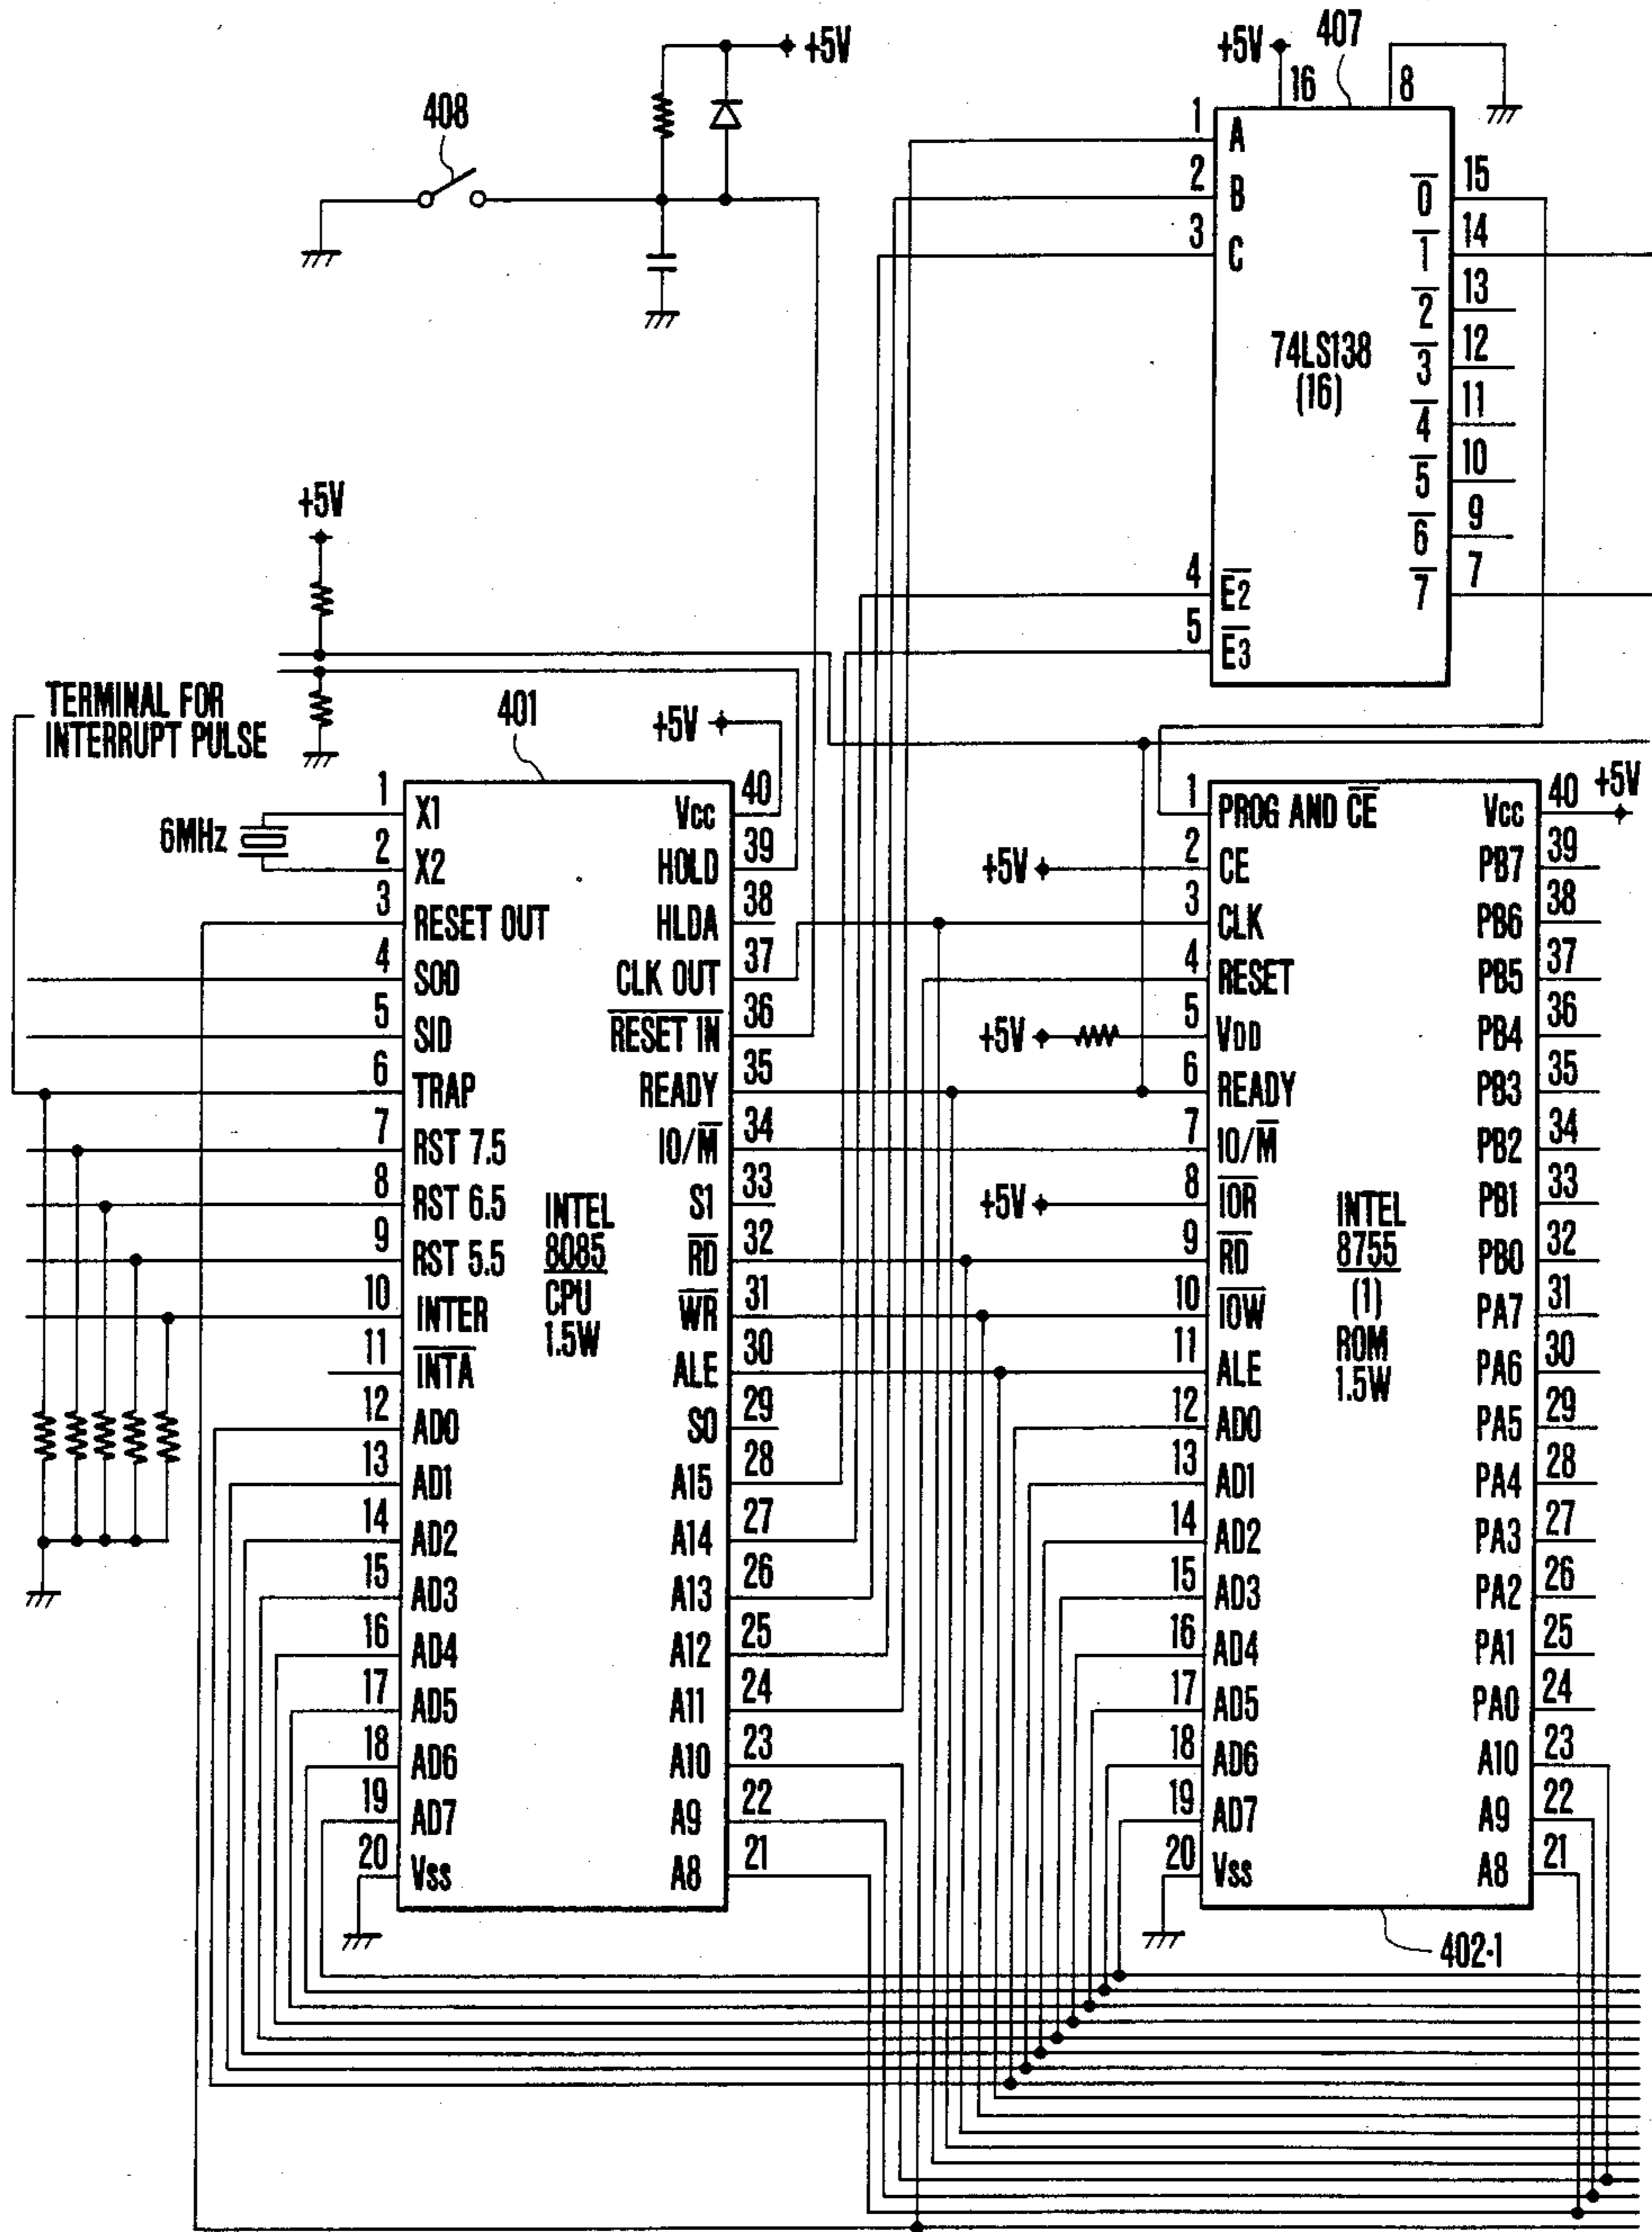 +5V
408
+5V
407
16
8
1
A
2
B
3
C
0
15
1
14
2
13
3
12
4
11
5
10
6
9
7
7
74LS138
(16)
4
E2
5
E3
+5V
TERMINAL FOR
INTERRUPT PULSE
401
+5V
6MHz
1
X1
2
X2
3
RESET OUT
4
SOD
5
SID
6
TRAP
7
RST 7.5
8
RST 6.5
9
RST 5.5
10
INTER
11
INTA
12
AD0
13
AD1
14
AD2
15
AD3
16
AD4
17
AD5
18
AD6
19
AD7
20
Vss
INTEL
8085
CPU
1.5W
Vcc
40
HOLD
39
HLDA
38
CLK OUT
37
RESET IN
36
READY
35
IO/M
34
S1
33
RD
32
WR
31
ALE
30
S0
29
A15
28
A14
27
A13
26
A12
25
A11
24
A10
23
A9
22
A8
21
1
PROG AND CE
+5V
2
CE
3
CLK
4
RESET
+5V
5
VDD
6
READY
7
IO/M
+5V
8
IOR
9
RD
10
IOW
11
ALE
12
AD0
13
AD1
14
AD2
15
AD3
16
AD4
17
AD5
18
AD6
19
AD7
20
Vss
INTEL
8755
(1)
ROM
1.5W
Vcc
40
+5V
PB7
39
PB6
38
PB5
37
PB4
36
PB3
35
PB2
34
PB1
33
PB0
32
PA7
31
PA6
30
PA5
29
PA4
28
PA3
27
PA2
26
PA1
25
PA0
24
A10
23
A9
22
A8
21
402-1